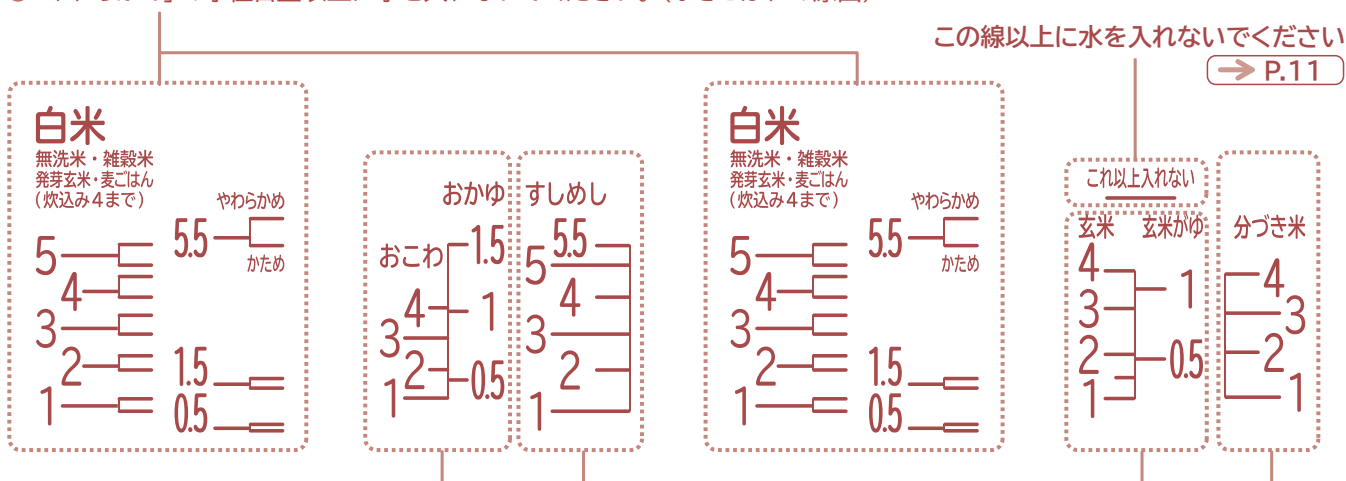 この線以上に水を入れないでください
→ P.11
白米
無洗米・雑穀米
発芽玄米・麦ごはん
(炊込み4まで)
やわらかめ
5.5
かため
5
4
3
2
1
1.5
0.5
おかゆ
おこわ
1.5
4
1
3
2
0.5
1
すしめし
5.5
5
4
3
2
1
白米
無洗米・雑穀米
発芽玄米・麦ごはん
(炊込み4まで)
やわらかめ
5.5
かため
5
4
3
2
1
1.5
0.5
これ以上入れない
玄米 玄米がゆ
4
1
3
2
0.5
1
分づき米
4
3
2
1